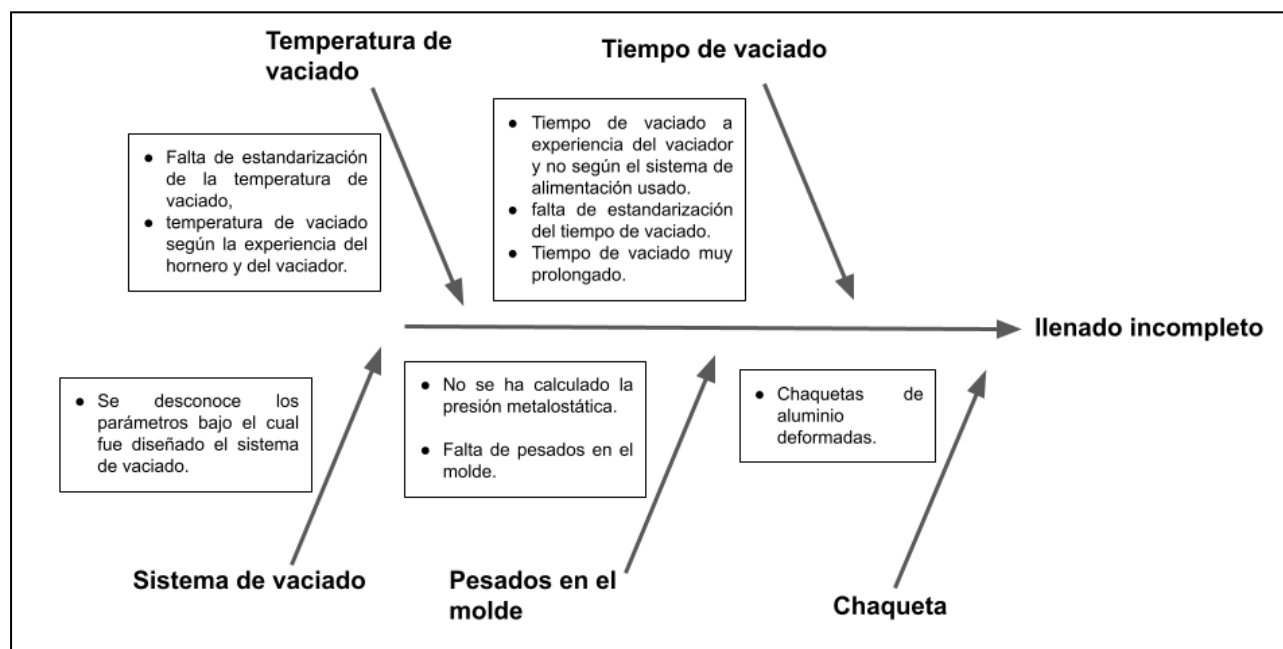 Temperatura de
vaciado
Tiempo de vaciado
● Falta de estandarización
de la temperatura de
vaciado,
● temperatura de vaciado
según la experiencia del
hornero y del vaciador.
● Tiempo de vaciado a
experiencia del vaciador
y no según el sistema de
alimentación usado.
● falta de estandarización
del tiempo de vaciado.
● Tiempo de vaciado muy
prolongado.
llenado incompleto
● Se desconoce los
parámetros bajo el cual
fue diseñado el sistema
de vaciado.
● No se ha calculado la
presión metalostática.
● Falta de pesados en el
molde.
● Chaquetas de
aluminio
deformadas.
Sistema de vaciado
Pesados en el
molde
Chaqueta